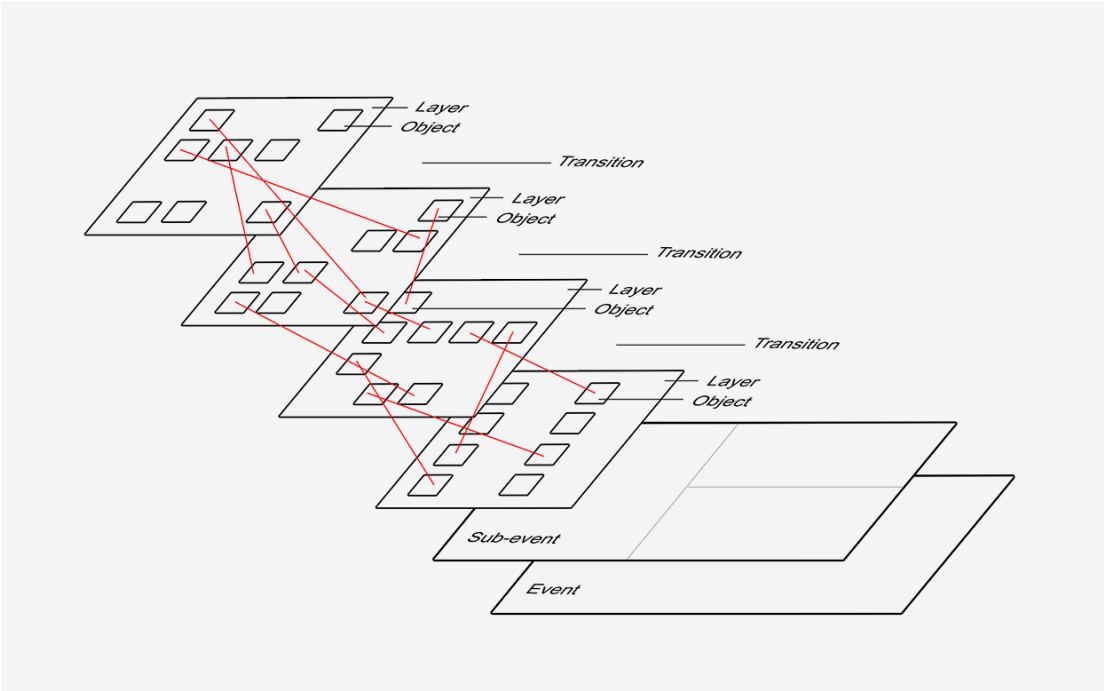 Layer
Object
Transition
Layer
Object
Transition
Layer
Object
Transition
Layer
Object
Sub-event
Event